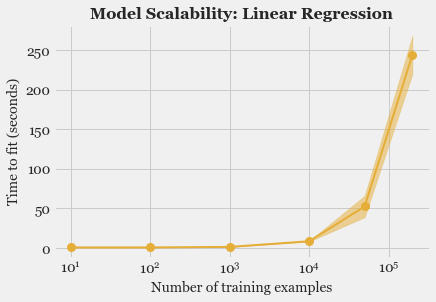 Model Scalability: Linear Regression
Time to fit (seconds)
250
200
150
100
50
0
10¹ 10² 10³ 10⁴ 10⁵
Number of training examples